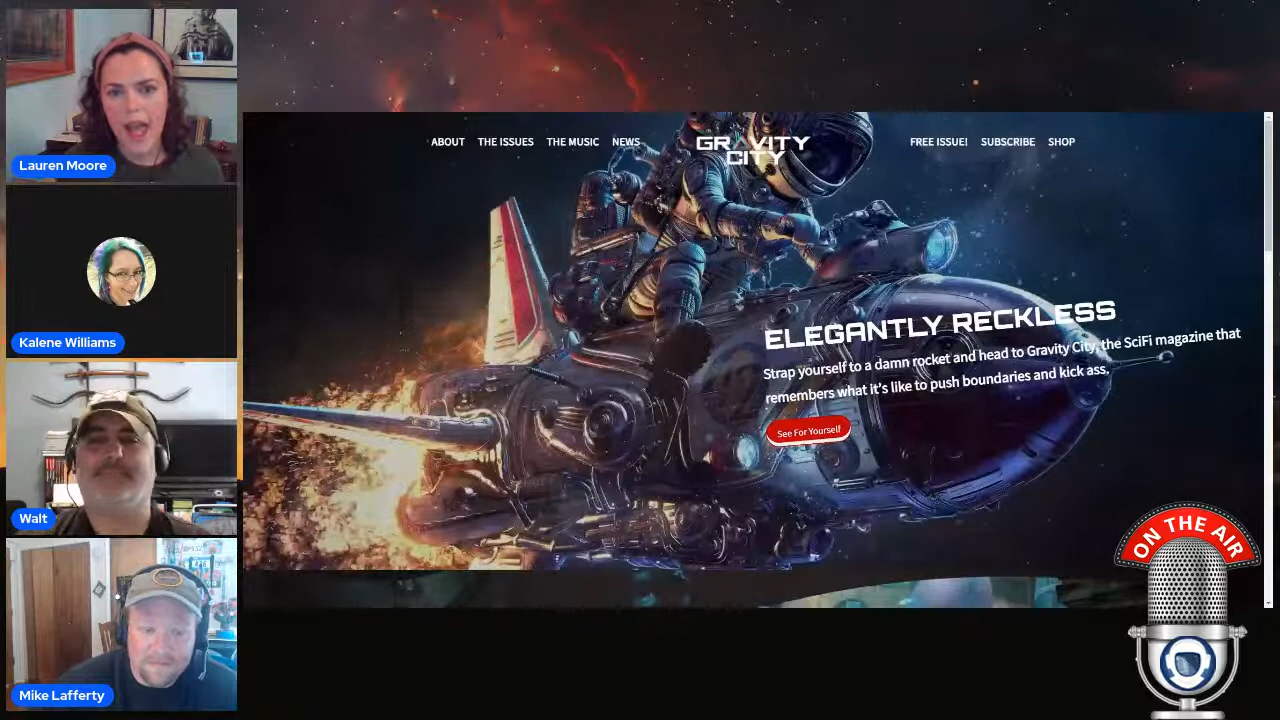 Lauren Moore
Kalene Williams
Walt
Mike Lafferty
ABOUT THE ISSUES THE MUSIC NEWS
GRAVITY
CITY
FREE ISSUE! SUBSCRIBE SHOP
ELEGANTLY RECKLESS
Strap yourself to a damn rocket and head to Gravity City, the SciFi magazine that
remembers what it's like to push boundaries and kick ass.
See For Yourself
ON THE AIR